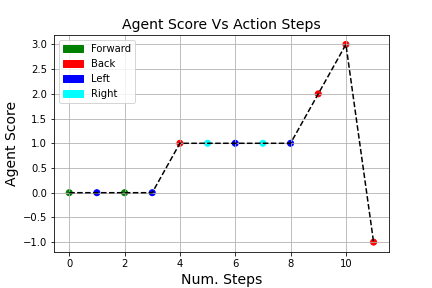 Agent Score Vs Action Steps
Forward
Back
Left
Right
3.0
2.5
2.0
1.5
1.0
0.5
0.0
−0.5
−1.0
Agent Score
0 2 4 6 8 10
Num. Steps